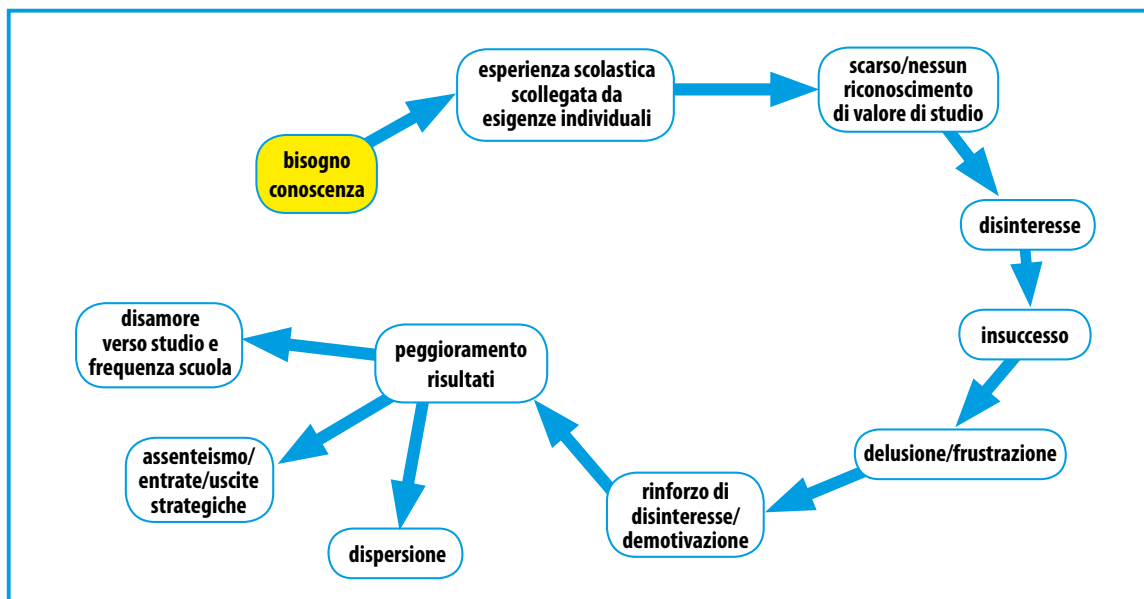 bisogno
conoscenza
esperienza scolastica
scollegata da
esigenze individuali
scarso/nessun
riconoscimento
di valore di studio
disinteresse
insuccesso
delusione/frustrazione
rinforzo di
disinteresse/
demotivazione
peggioramento
risultati
disamore
verso studio e
frequenza scuola
assenteismo/
entrate/uscite
strategiche
dispersione